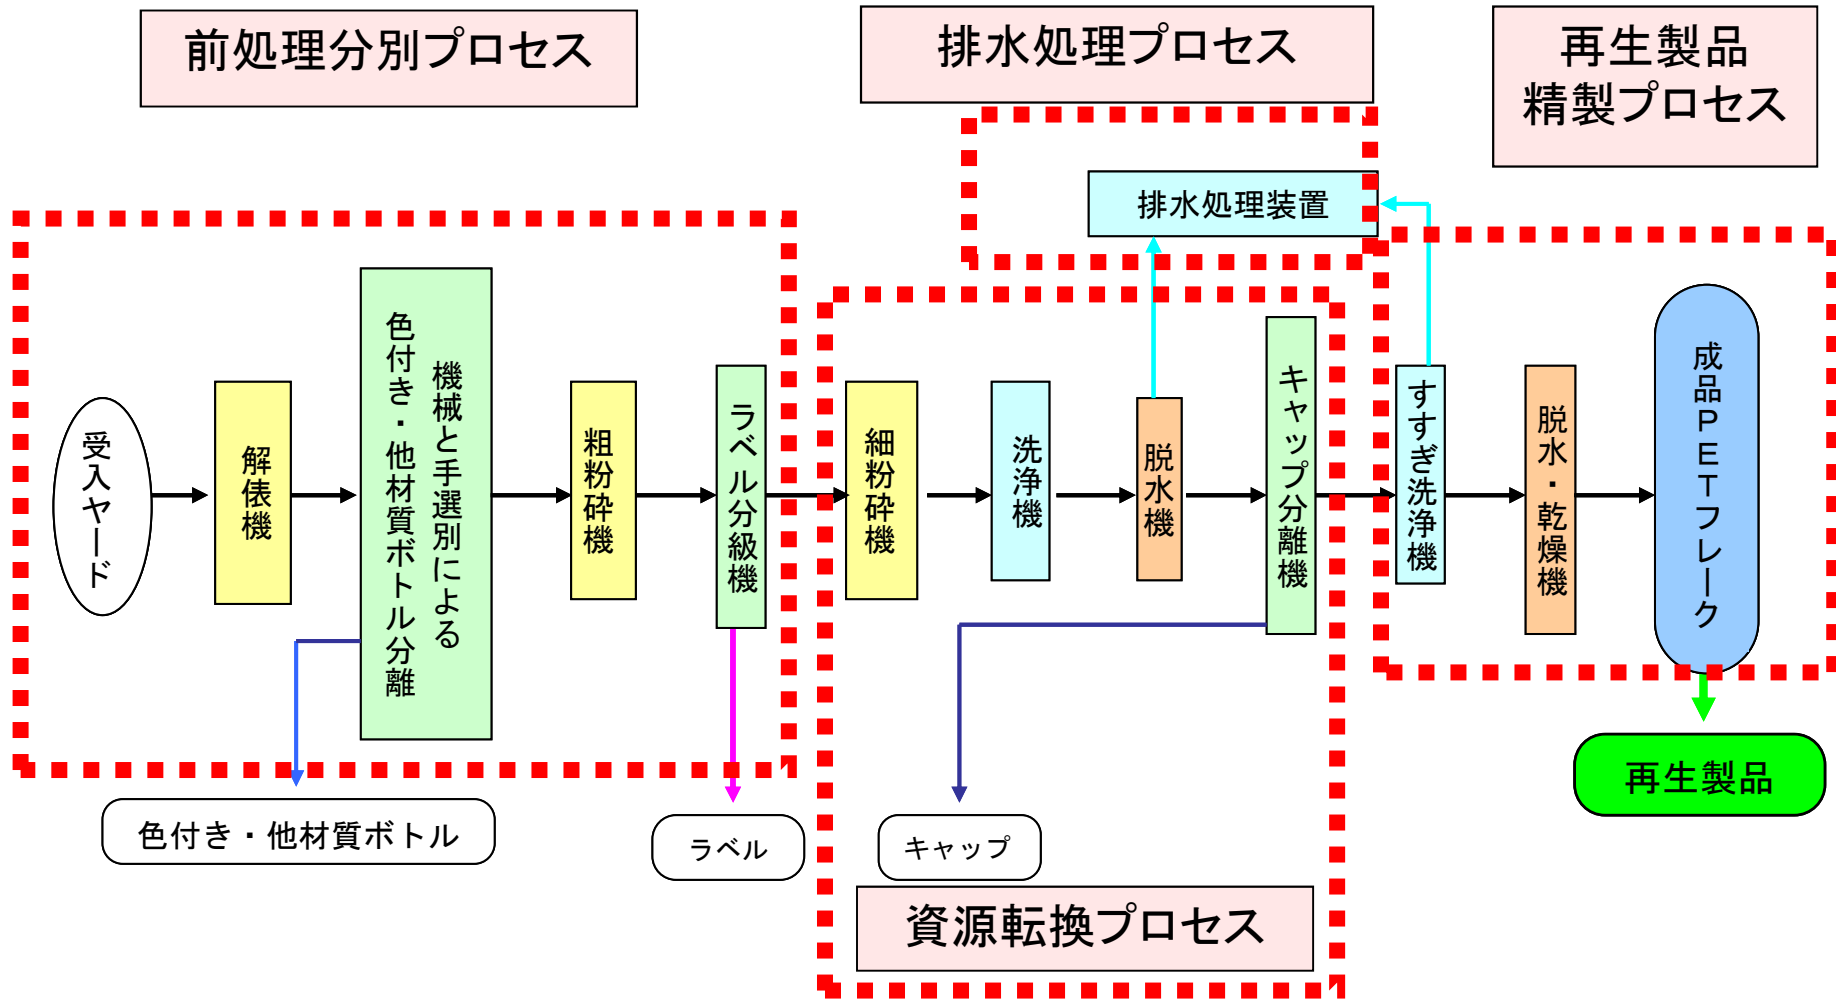 前処理分別プロセス
排水処理プロセス
再生製品
精製プロセス
排水処理装置
受入ヤード
解俵機
機械と手選別による
色付き・他材質ボトル分離
粗粉砕機
ラベル分級機
細粉砕機
洗浄機
脱水機
キャップ分離機
すすぎ洗浄機
脱水・乾燥機
成品PETフレーク
色付き・他材質ボトル
ラベル
キャップ
再生製品
資源転換プロセス